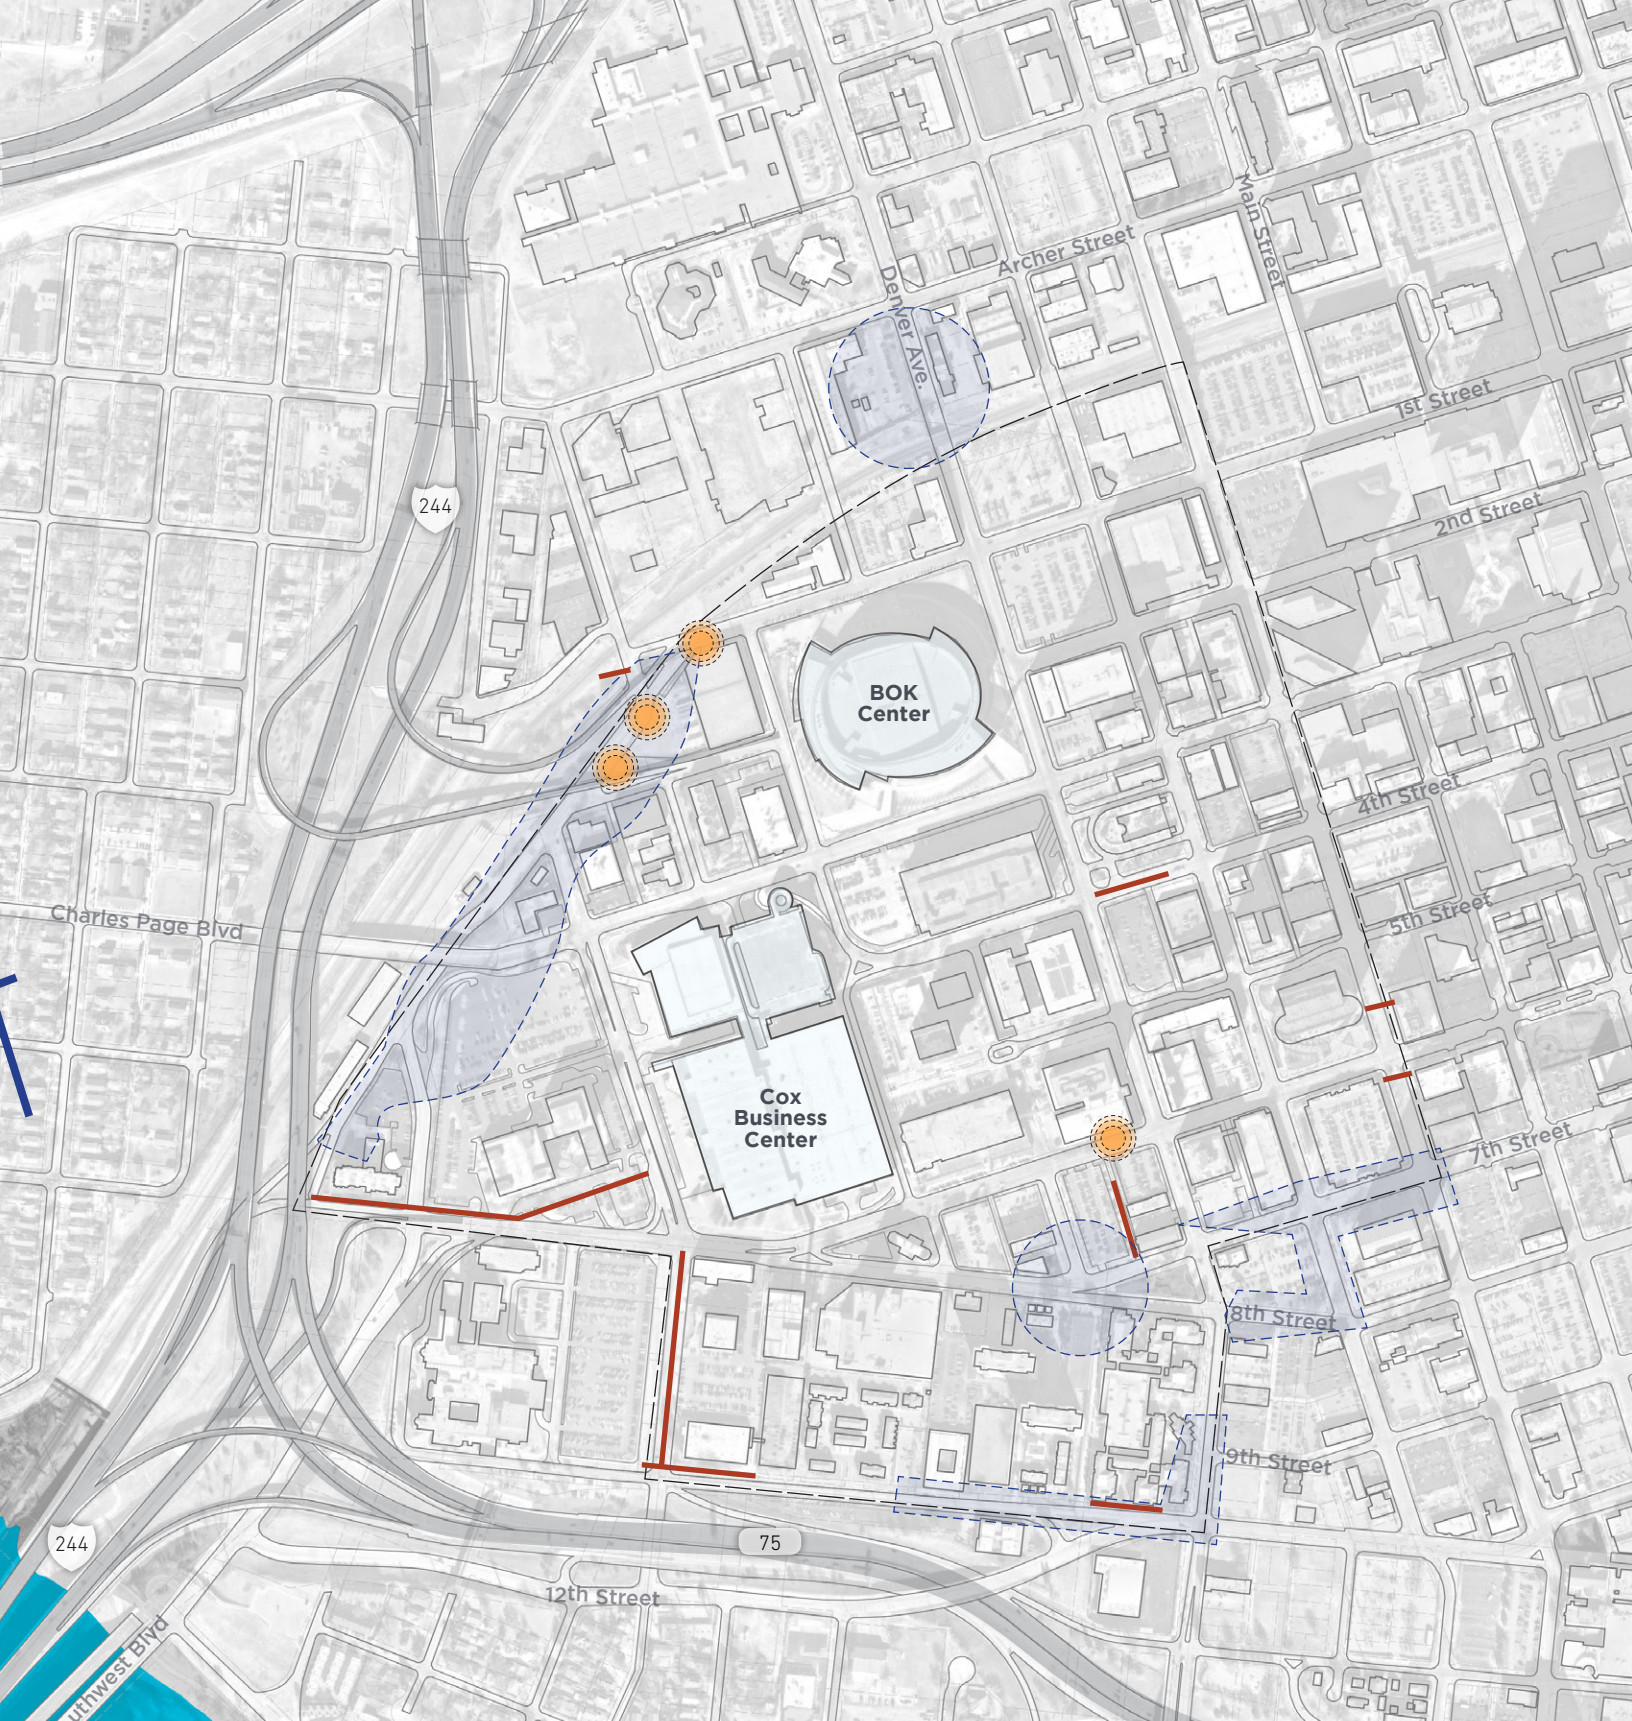 Main Street
Archer Street
Denver Ave.
1st Street
244
2nd Street
BOK
Center
4th Street
Charles Page Blvd
5th Street
Cox
Business
Center
7th Street
8th Street
9th Street
244
75
12th Street
uthwest Blvd